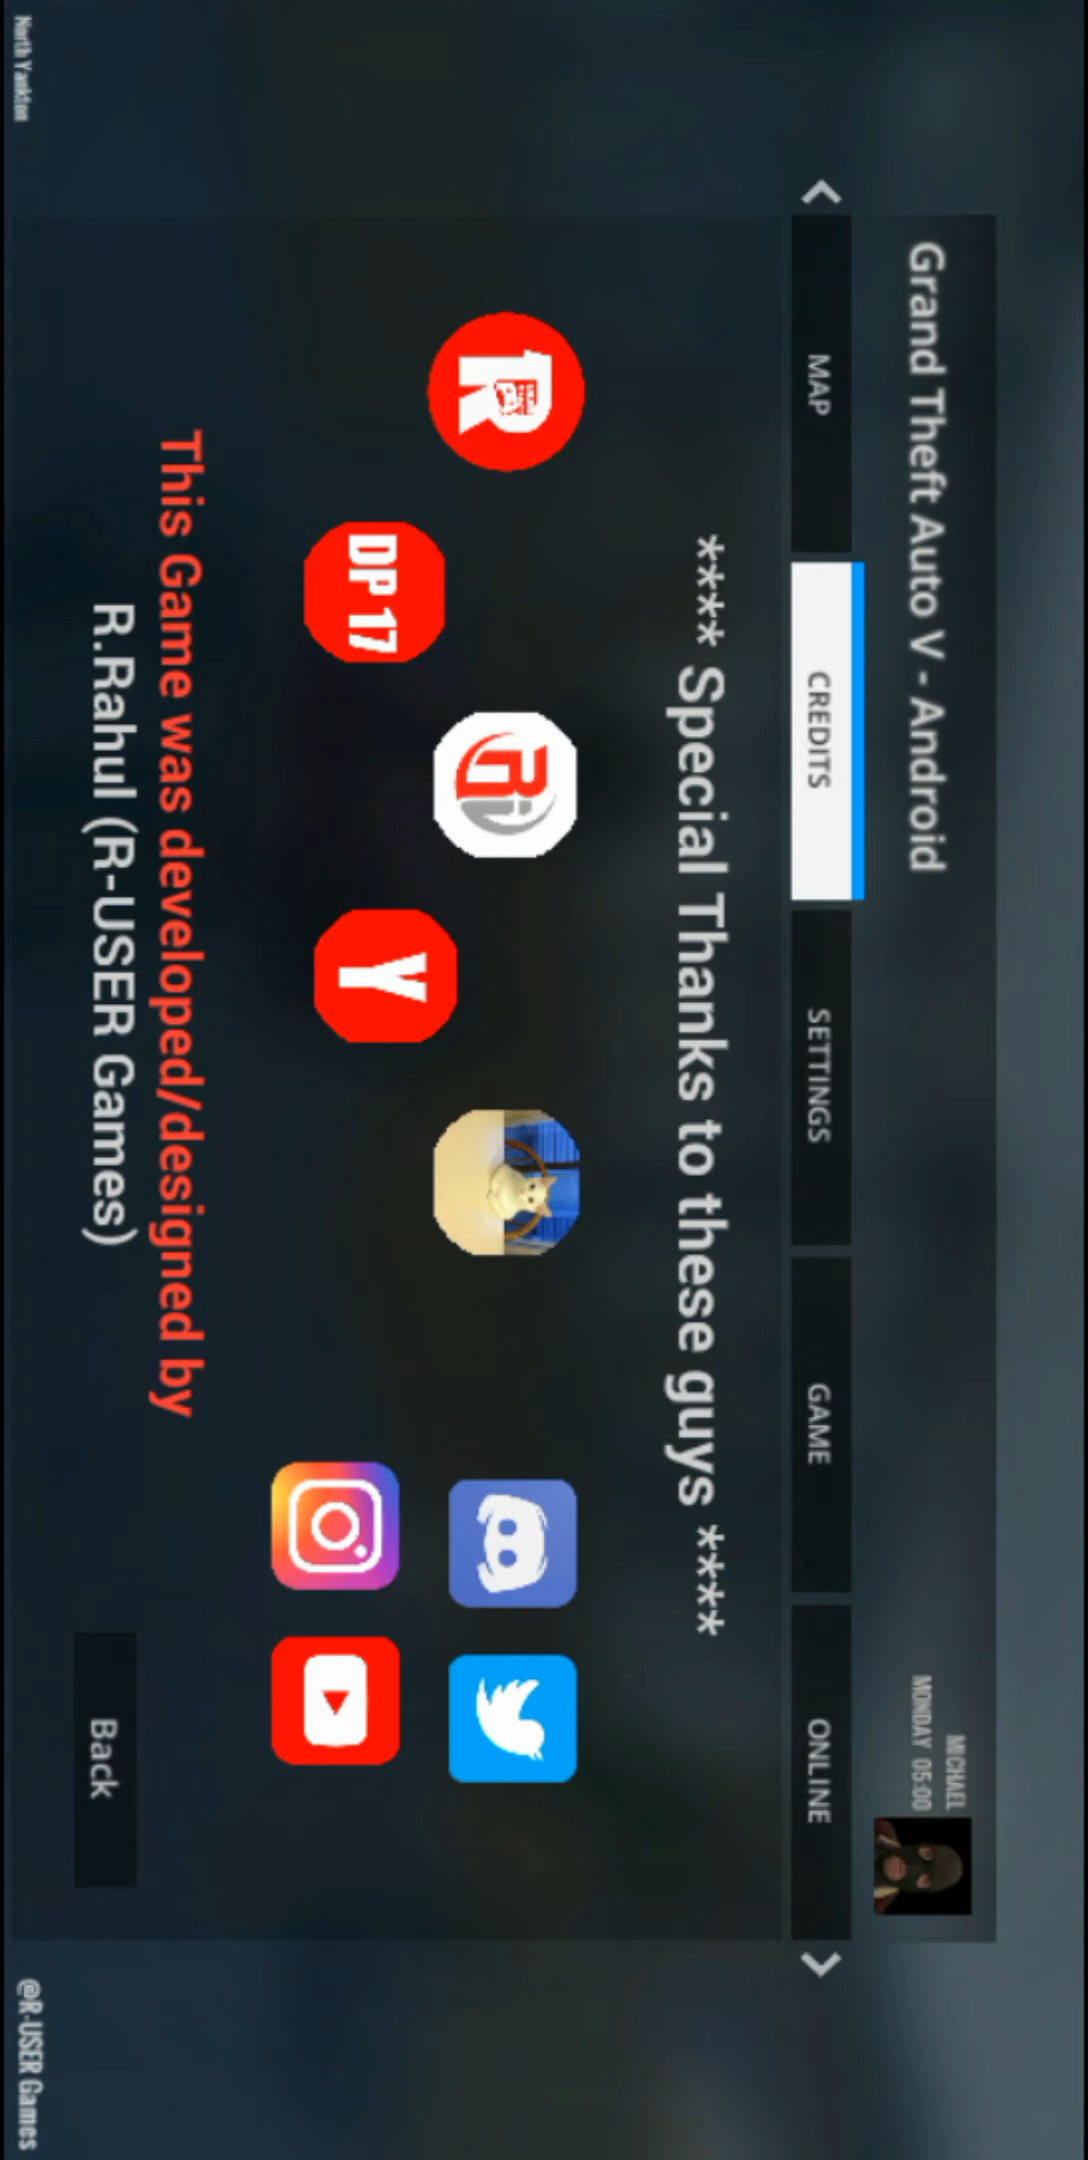 Grand Theft Auto V - Android
MICHAEL
MONDAY 05:00
MAP
CREDITS
SETTINGS
GAME
ONLINE
**** Special Thanks to these guys ****
R
DP 17
Y
This Game was developed/designed by
R.Rahul (R-USER Games)
Back
North Yankton
@R-USER Games